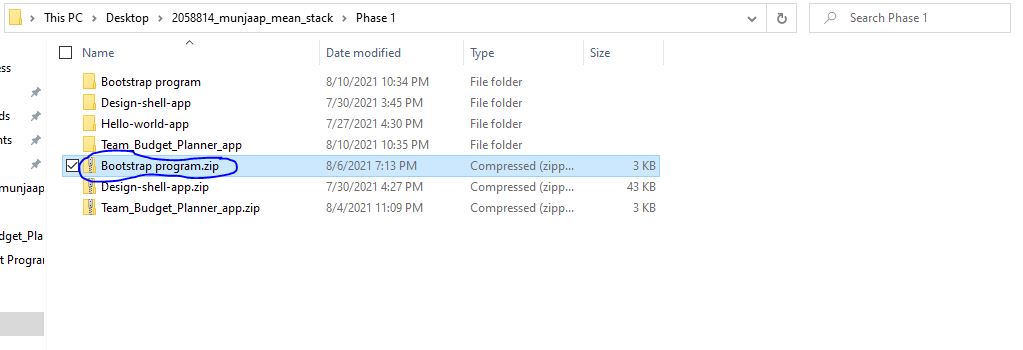 This PC > Desktop > 2058814_munjaap_mean_stack > Phase 1
Search Phase 1
Name Date modified Type Size
Bootstrap program 8/10/2021 10:34 PM File folder
Design-shell-app 7/30/2021 3:45 PM File folder
Hello-world-app 7/27/2021 4:30 PM File folder
Team_Budget_Planner_app 8/10/2021 10:35 PM File folder
Bootstrap program.zip 8/6/2021 7:13 PM Compressed (zipp... 3 KB
Design-shell-app.zip 7/30/2021 4:27 PM Compressed (zipp... 43 KB
Team_Budget_Planner_app.zip 8/4/2021 11:09 PM Compressed (zipp... 3 KB
ess
ds
nts
munjaap
dget_Pl
t Progra